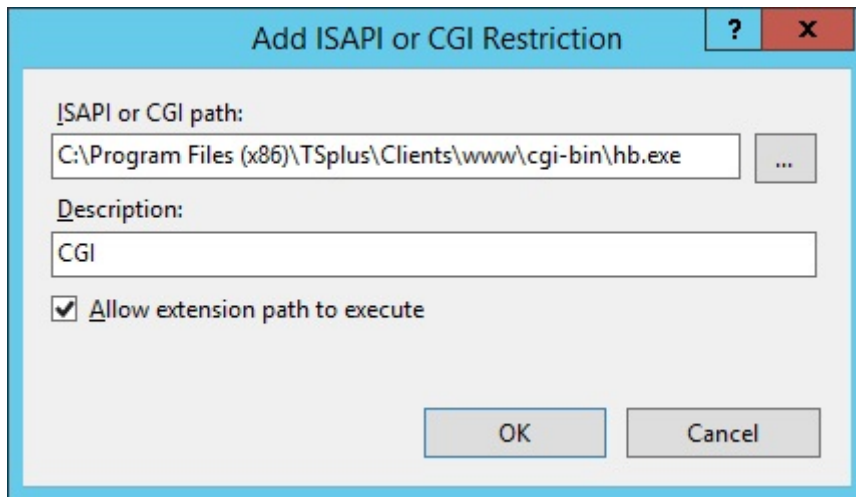 Add ISAPI or CGI Restriction
? x
ISAPI or CGI path:
C:\Program Files (x86)\TSplus\Clients\www\cgi-bin\hb.exe
...
Description:
CGI
Allow extension path to execute
OK Cancel